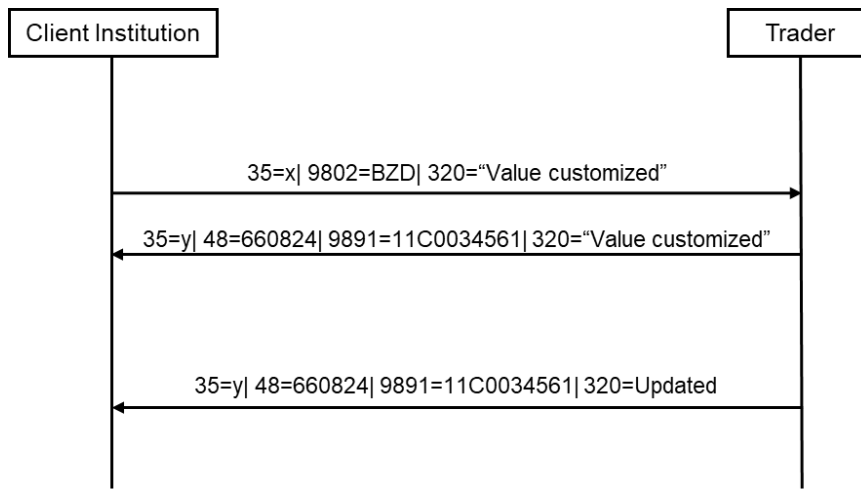 Client Institution
Trader
35=x| 9802=BZD| 320=“Value customized”
35=y| 48=660824| 9891=11C0034561| 320=“Value customized”
35=y| 48=660824| 9891=11C0034561| 320=Updated